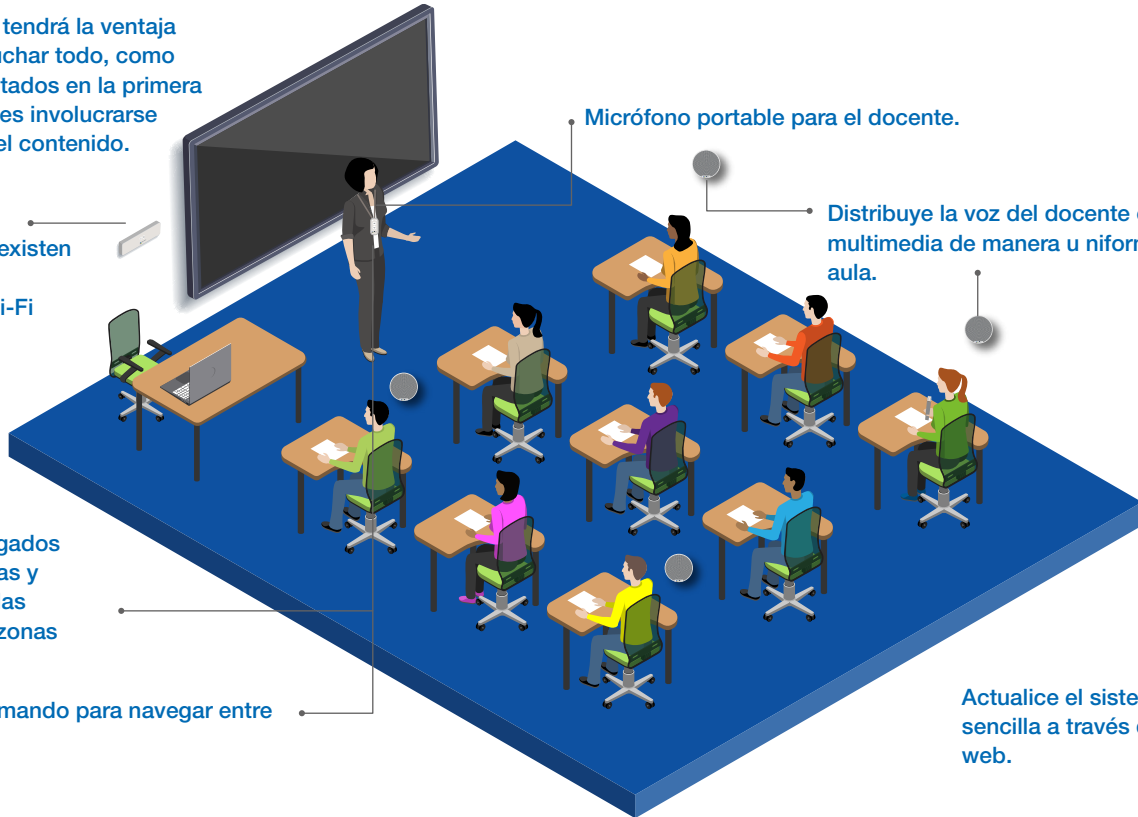 tendrá la ventaja
uchar todo, como
tados en la primera
es involucrarse
el contenido.
Micrófono portable para el docente.
Distribuye la voz del docente
multimedia de manera u nifor
aula.
existen
i-Fi
gados
as y
las
zonas
mando para navegar entre
Actualice el siste
sencilla a través
web.